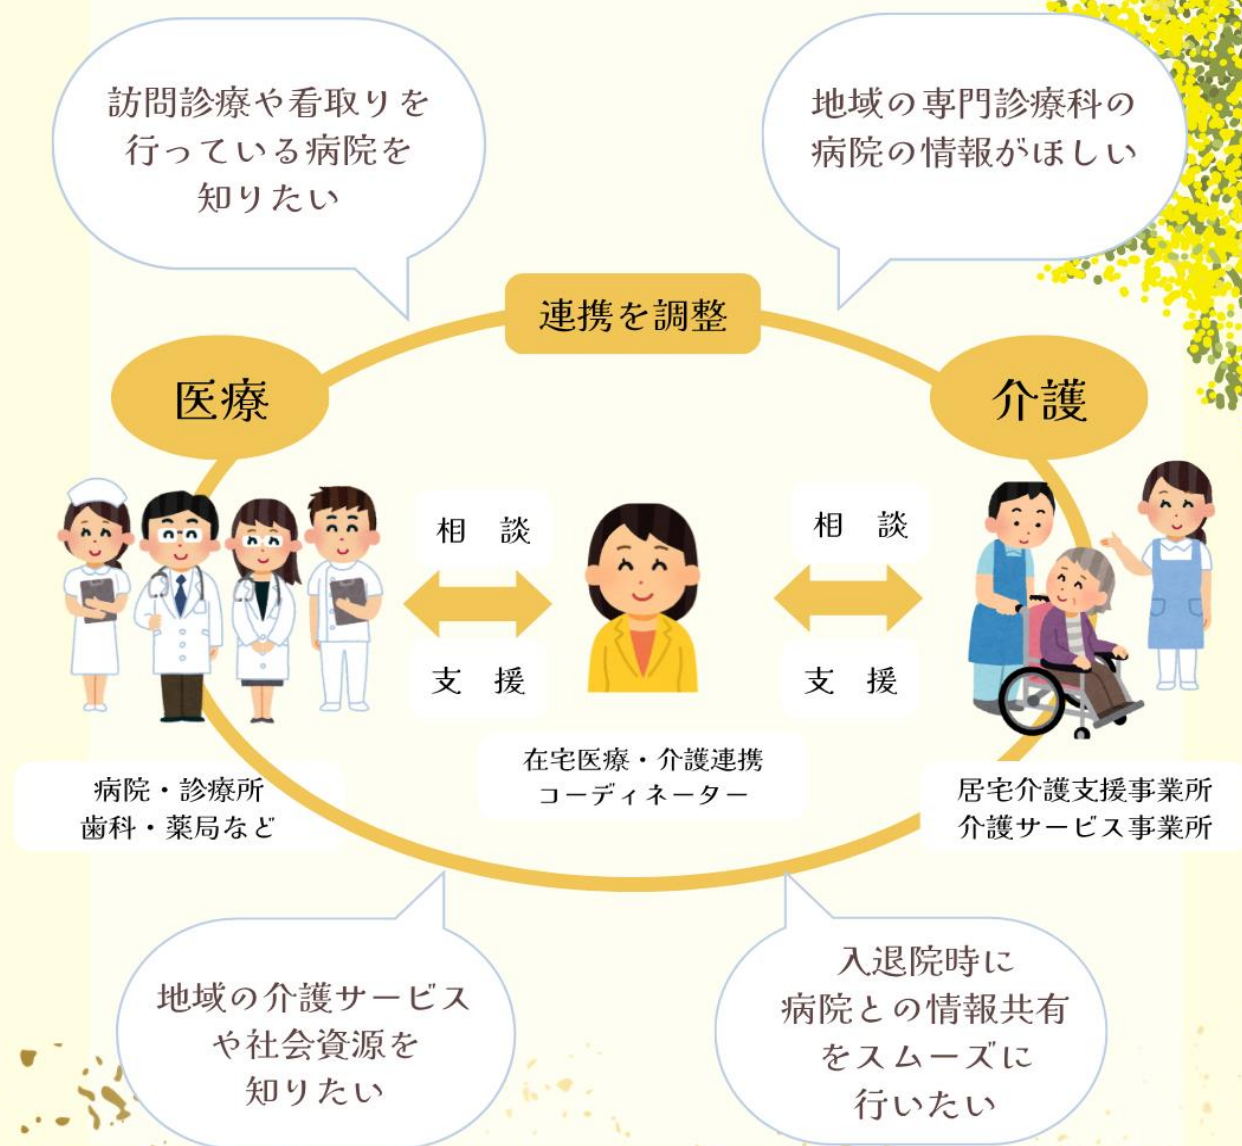 訪問診療や看取りを
行っている病院を
知りたい
地域の専門診療科の
病院の情報がほしい
連携を調整
医療
介護
相 談
相 談
支 援
支 援
在宅医療・介護連携
コーディネーター
病院・診療所
歯科・薬局など
居宅介護支援事業所
介護サービス事業所
地域の介護サービス
や社会資源を
知りたい
入退院時に
病院との情報共有
をスムーズに
行いたい